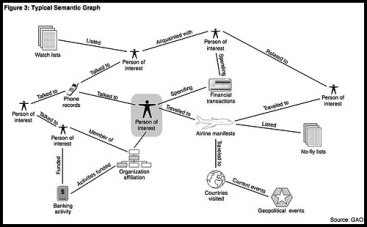 Figure 3: Typical Semantic Graph
Watch lists
Listed
Person of
interest
Acquainted with
Person of
interest
Related to
Talked to
Spending
Phone
records
Talked to
Talked to
Person of
interest
Spending
Financial
transactions
Traveled to
Person of
interest
Person of
interest
Talked to
Person of
interest
Traveled to
Airline manifests
Listed
No-fly lists
Member of
Funded
Activities funded
Organization
affiliation
Traveled to
Banking
activity
Countries
visited
Current events
Geopolitical events
Source: GAO